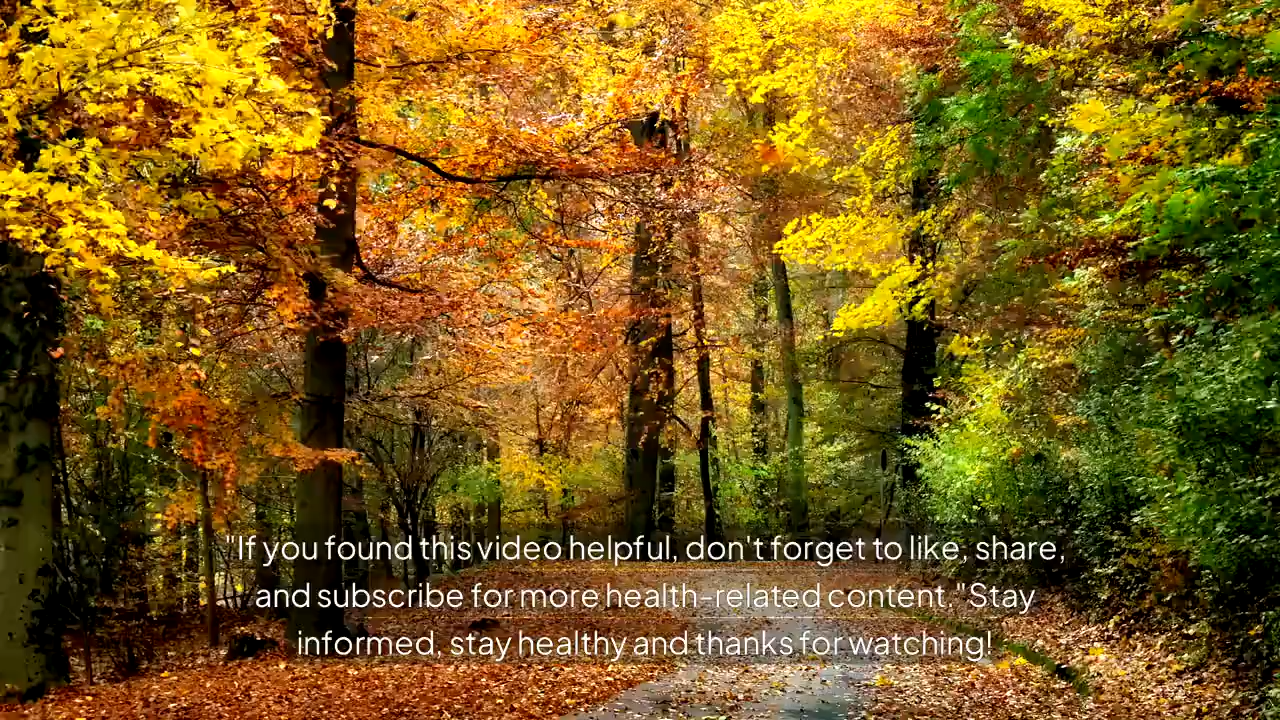 "If you found this video helpful, don't forget to like, share,
and subscribe for more health-related content."Stay
informed, stay healthy and thanks for watching!